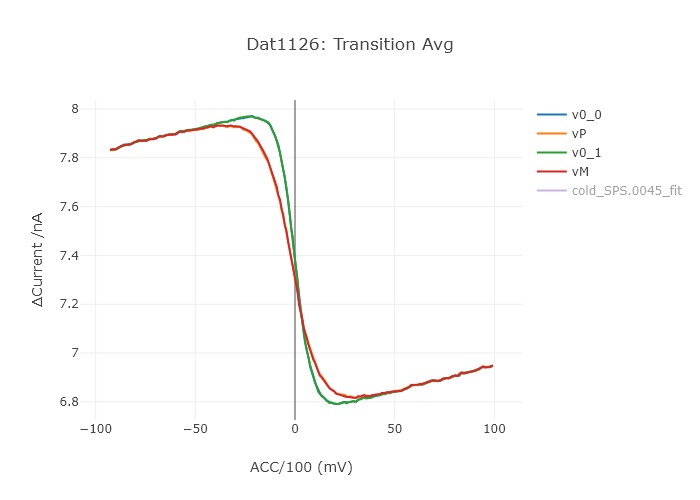 Dat1126: Transition Avg
v0_0
vP
v0_1
vM
cold_SPS.0045_fit
8
7.8
7.6
7.4
7.2
7
6.8
ΔCurrent /nA
−100
−50
0
50
100
ACC/100 (mV)